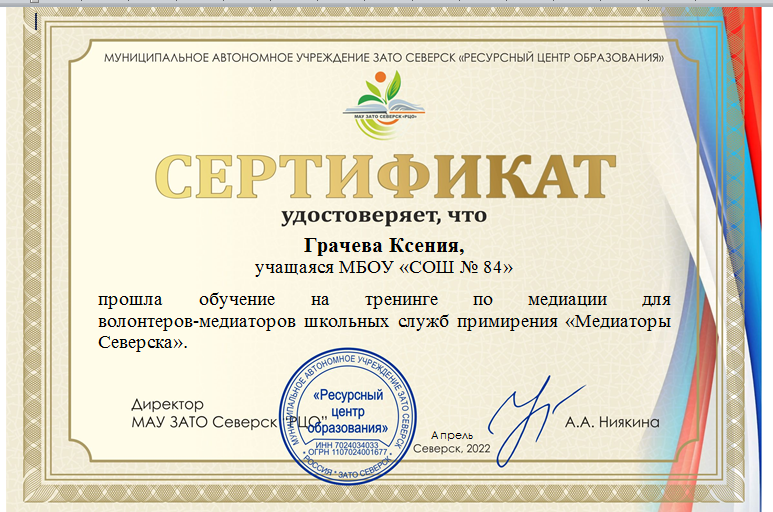 МУНИЦИПАЛЬНОЕ АВТОНОМНОЕ УЧРЕЖДЕНИЕ ЗАТО СЕВЕРСК «РЕСУРСНЫЙ ЦЕНТР ОБРАЗОВАНИЯ»
МАУ ЗАТО СЕВЕРСК «РЦО»
СЕРТИФИКАТ
удостоверяет, что
Грачева Ксения,
учащаяся МБОУ «СОШ № 84»
прошла обучение на тренинге по медиации для
волонтеров-медиаторов школьных служб примирения «Медиаторы
Северска».
Директор
МАУ ЗАТО Северск "РЦО"
МУНИЦИПАЛЬНОЕ АВТОНОМНОЕ УЧРЕЖДЕНИЕ ЗАТО СЕВЕРСК
«Ресурсный
центр
образования»
ИНН 7024034033
ОГРН 1107024001677
* РОССИЯ * ЗАТО СЕВЕРСК *
Апрель
Северск, 2022
А.А. Ниякина